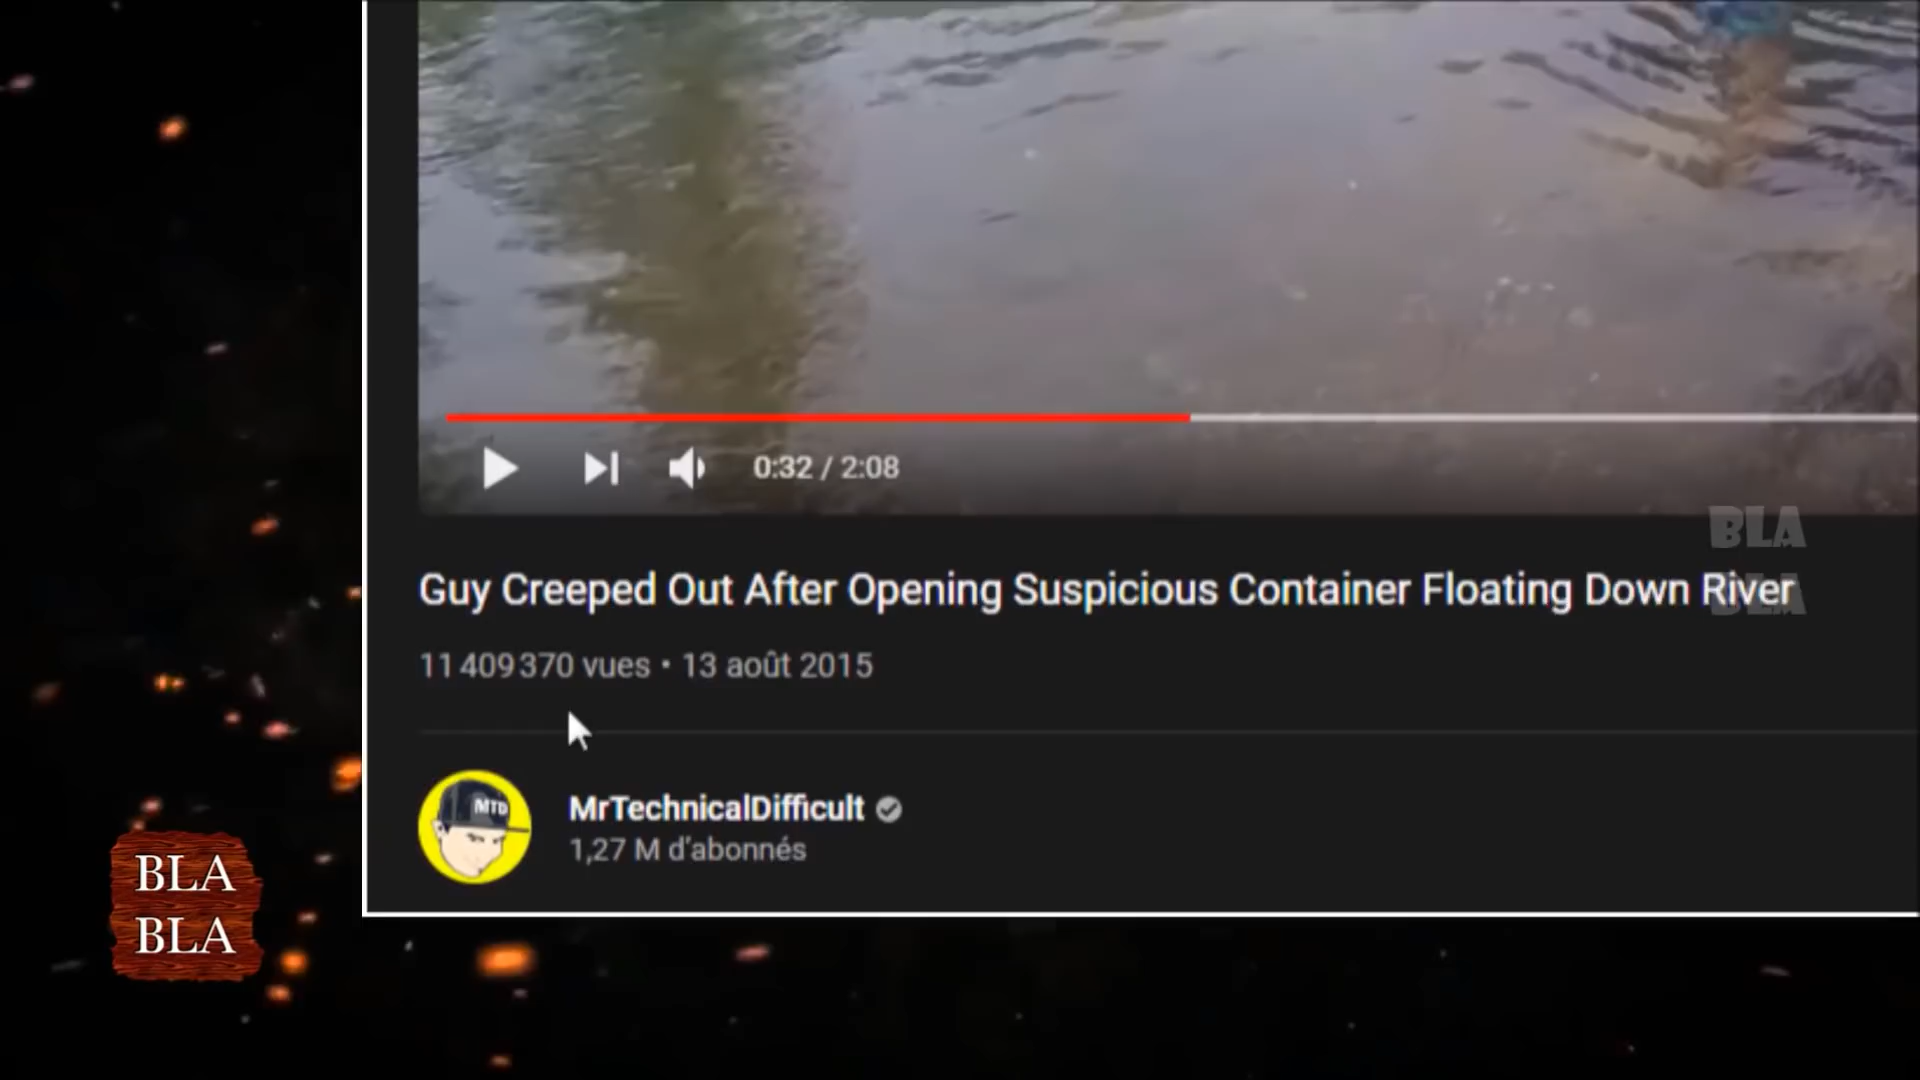 0:32 / 2:08
BLA
BLA
Guy Creeped Out After Opening Suspicious Container Floating Down River
11 409 370 vues • 13 août 2015
MTD
MrTechnicalDifficult
1,27 M d'abonnés
BLA
BLA